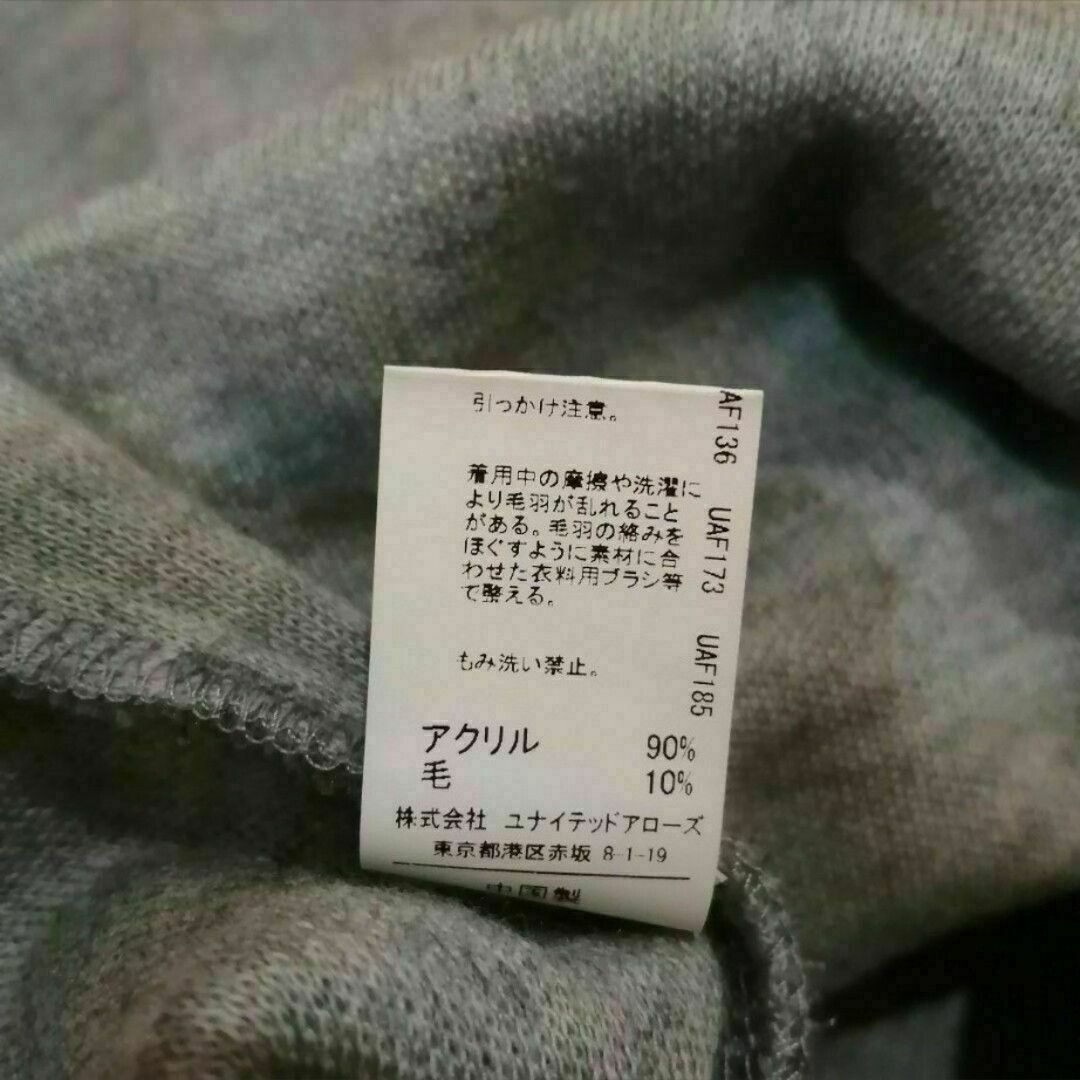 引っかけ注意。
着用中の摩擦や洗濯に
より毛羽が乱れること
がある。毛羽の絡みを
ほぐすように素材に合
わせた衣料用ブラシ等
で整える。
もみ洗い禁止。
アクリル 90%
毛 10%
株式会社 ユナイテッドアローズ
東京都港区赤坂 8-1-19
中国製
AF136 UAF173 UAF185